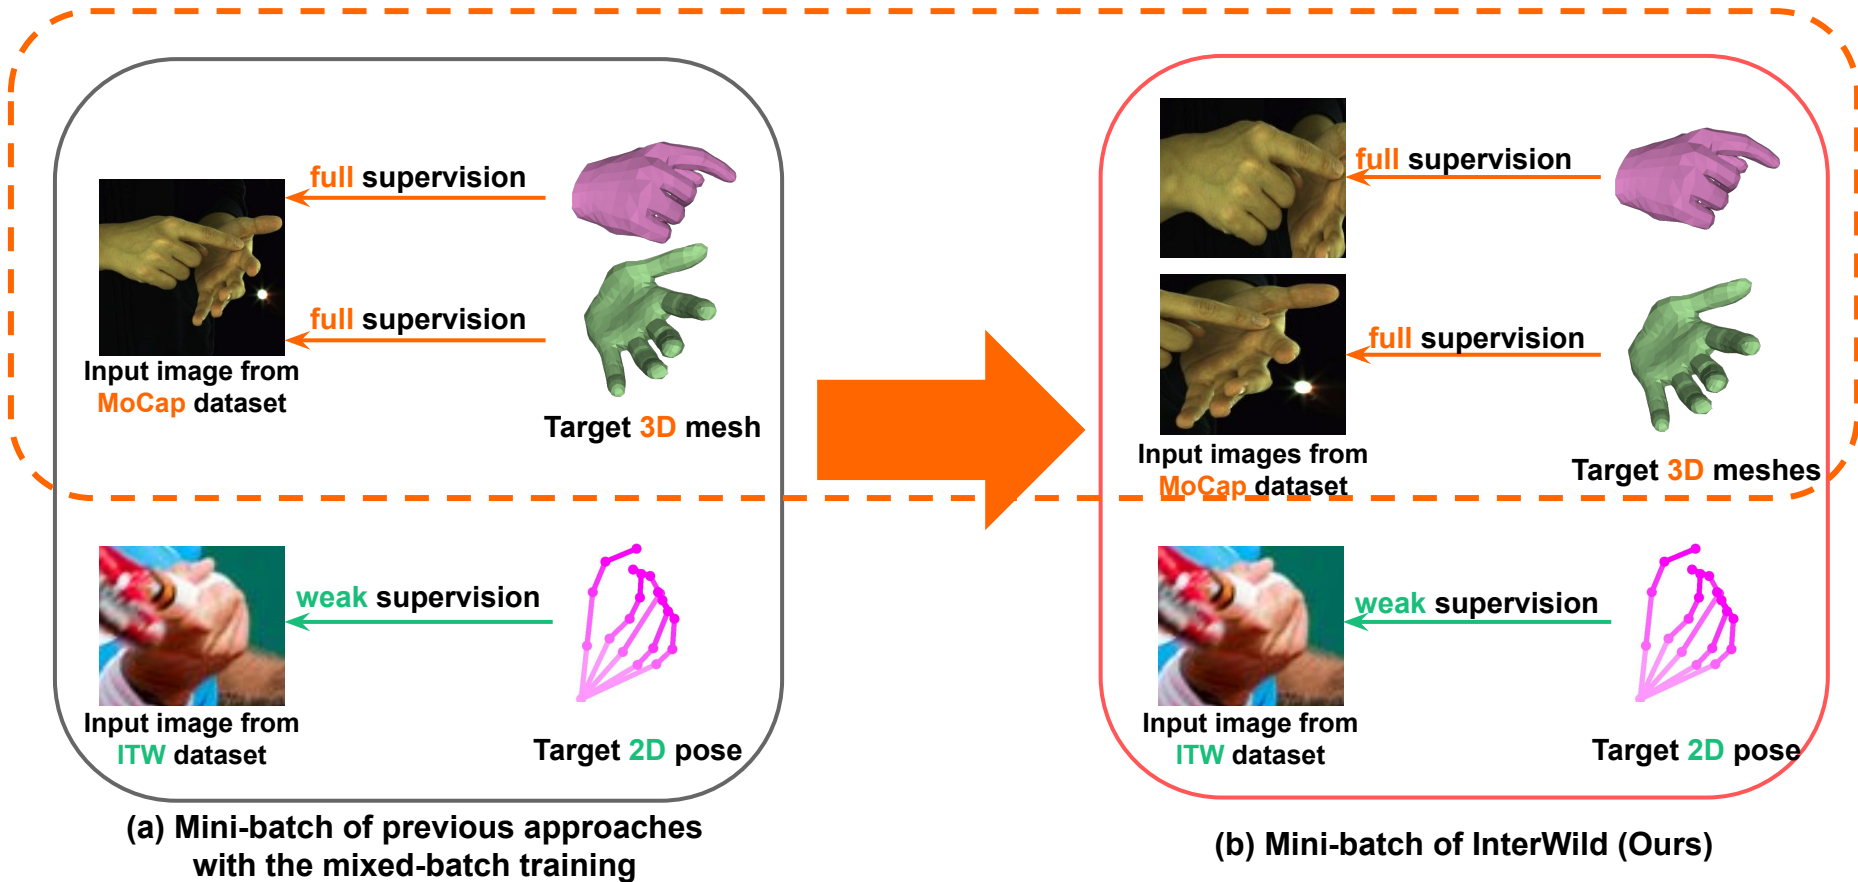 full supervision
full supervision
Input image from
MoCap dataset
Target 3D mesh
weak supervision
Input image from
ITW dataset
Target 2D pose
(a) Mini-batch of previous approaches
with the mixed-batch training
full supervision
full supervision
Input images from
MoCap dataset
Target 3D meshes
weak supervision
Input image from
ITW dataset
Target 2D pose
(b) Mini-batch of InterWild (Ours)